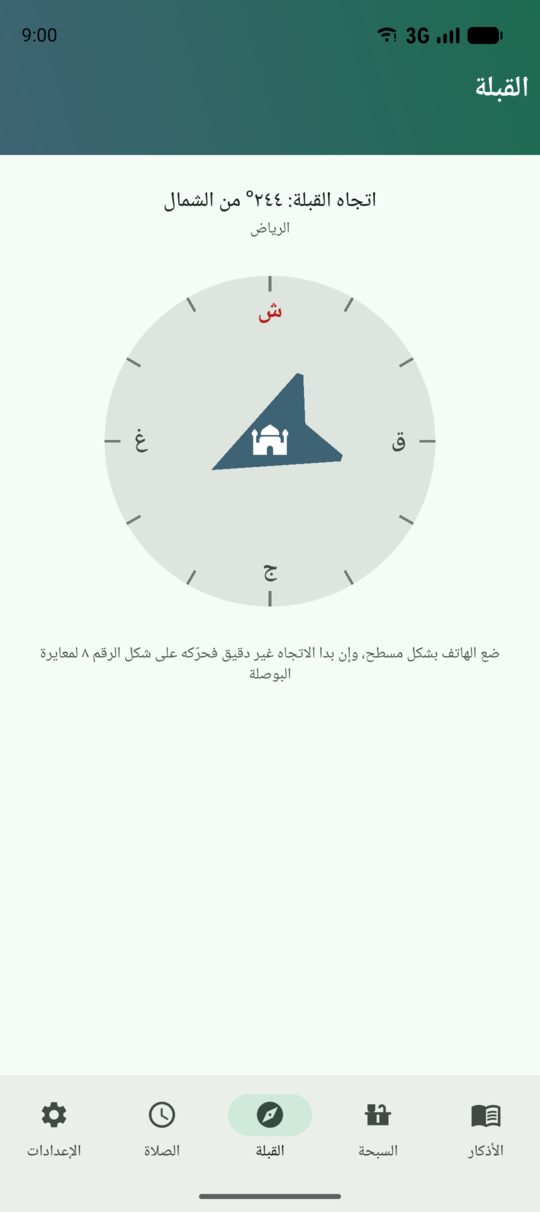 9:00
3G
القبلة
اتجاه القبلة: ٢٤٤° من الشمال
الرياض
ش
غ
ق
ج
ضع الهاتف بشكل مسطح، وإن بدا الاتجاه غير دقيق فحرّكه على شكل الرقم ٨ لمعايرة
البوصلة
الأذكار
السبحة
القبلة
الصلاة
الإعدادات